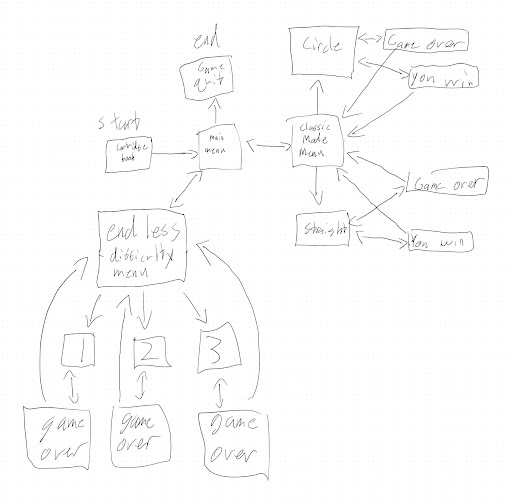 end
Game
quit
start
cartridge
boot
main
menu
classic
Mode
Menu
Circle
Game over
You win
Game over
Straight
You win
endless
difficulty
menu
1
2
3
game
over
game
over
game
over